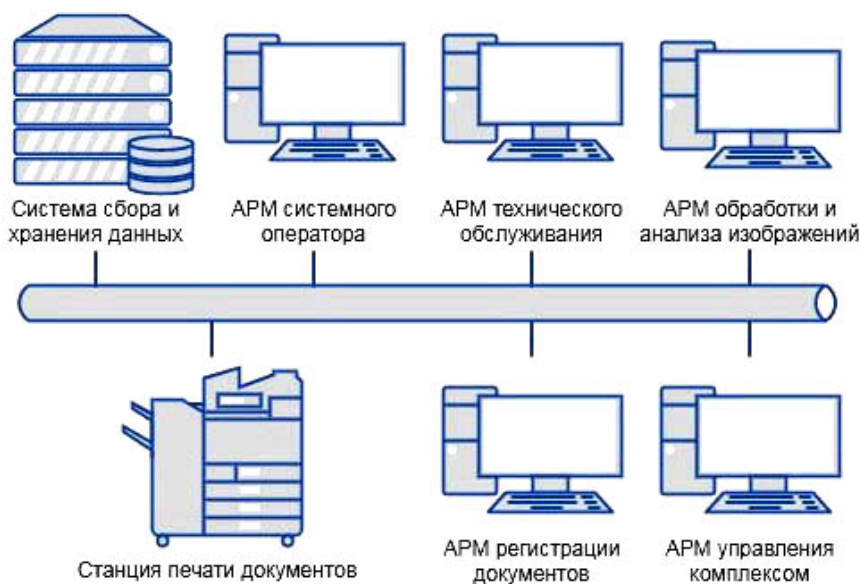 Система сбора и
хранения данных
АРМ системного
оператора
АРМ технического
обслуживания
АРМ обработки и
анализа изображений
Станция печати документов
АРМ регистрации
документов
АРМ управления
комплексом